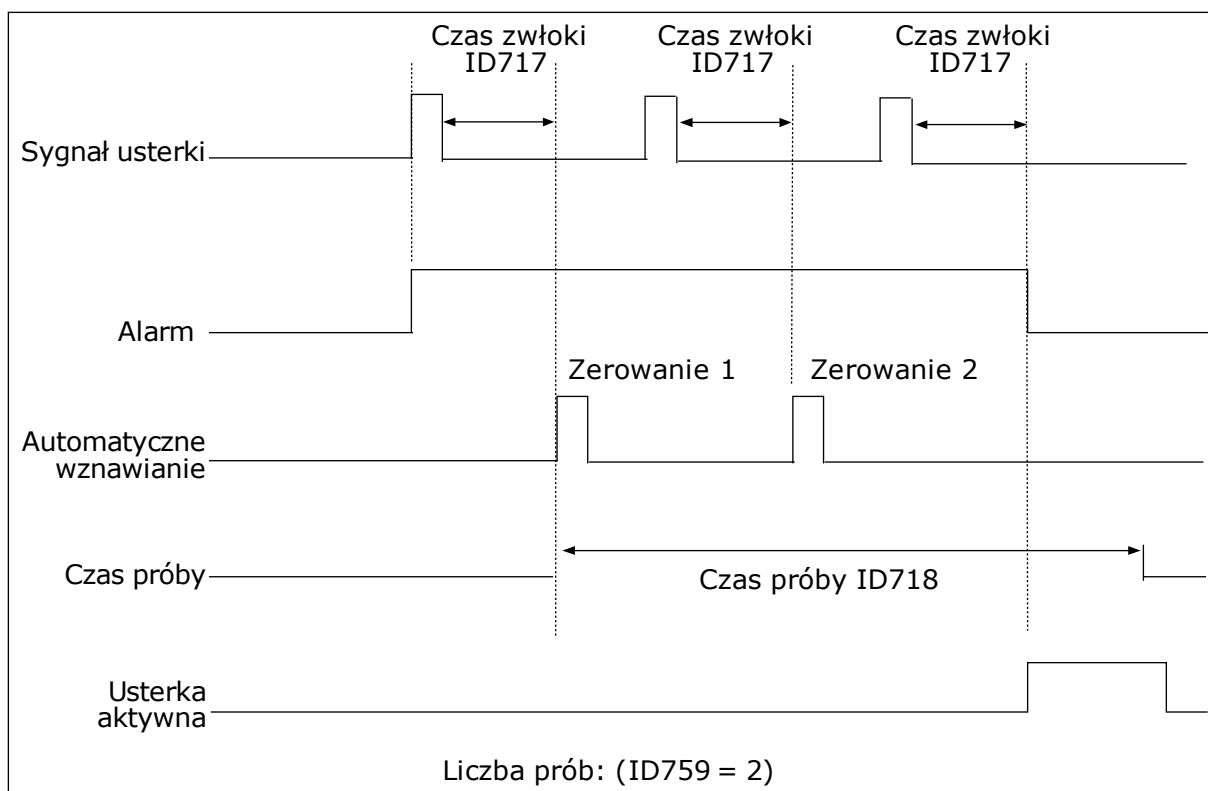 Czas zwłoki
ID717
Czas zwłoki
ID717
Czas zwłoki
ID717
Sygnał usterki
Alarm
Zerowanie 1
Zerowanie 2
Automatyczne
wznawianie
Czas próby
Czas próby ID718
Usterka
aktywna
Liczba prób: (ID759 = 2)